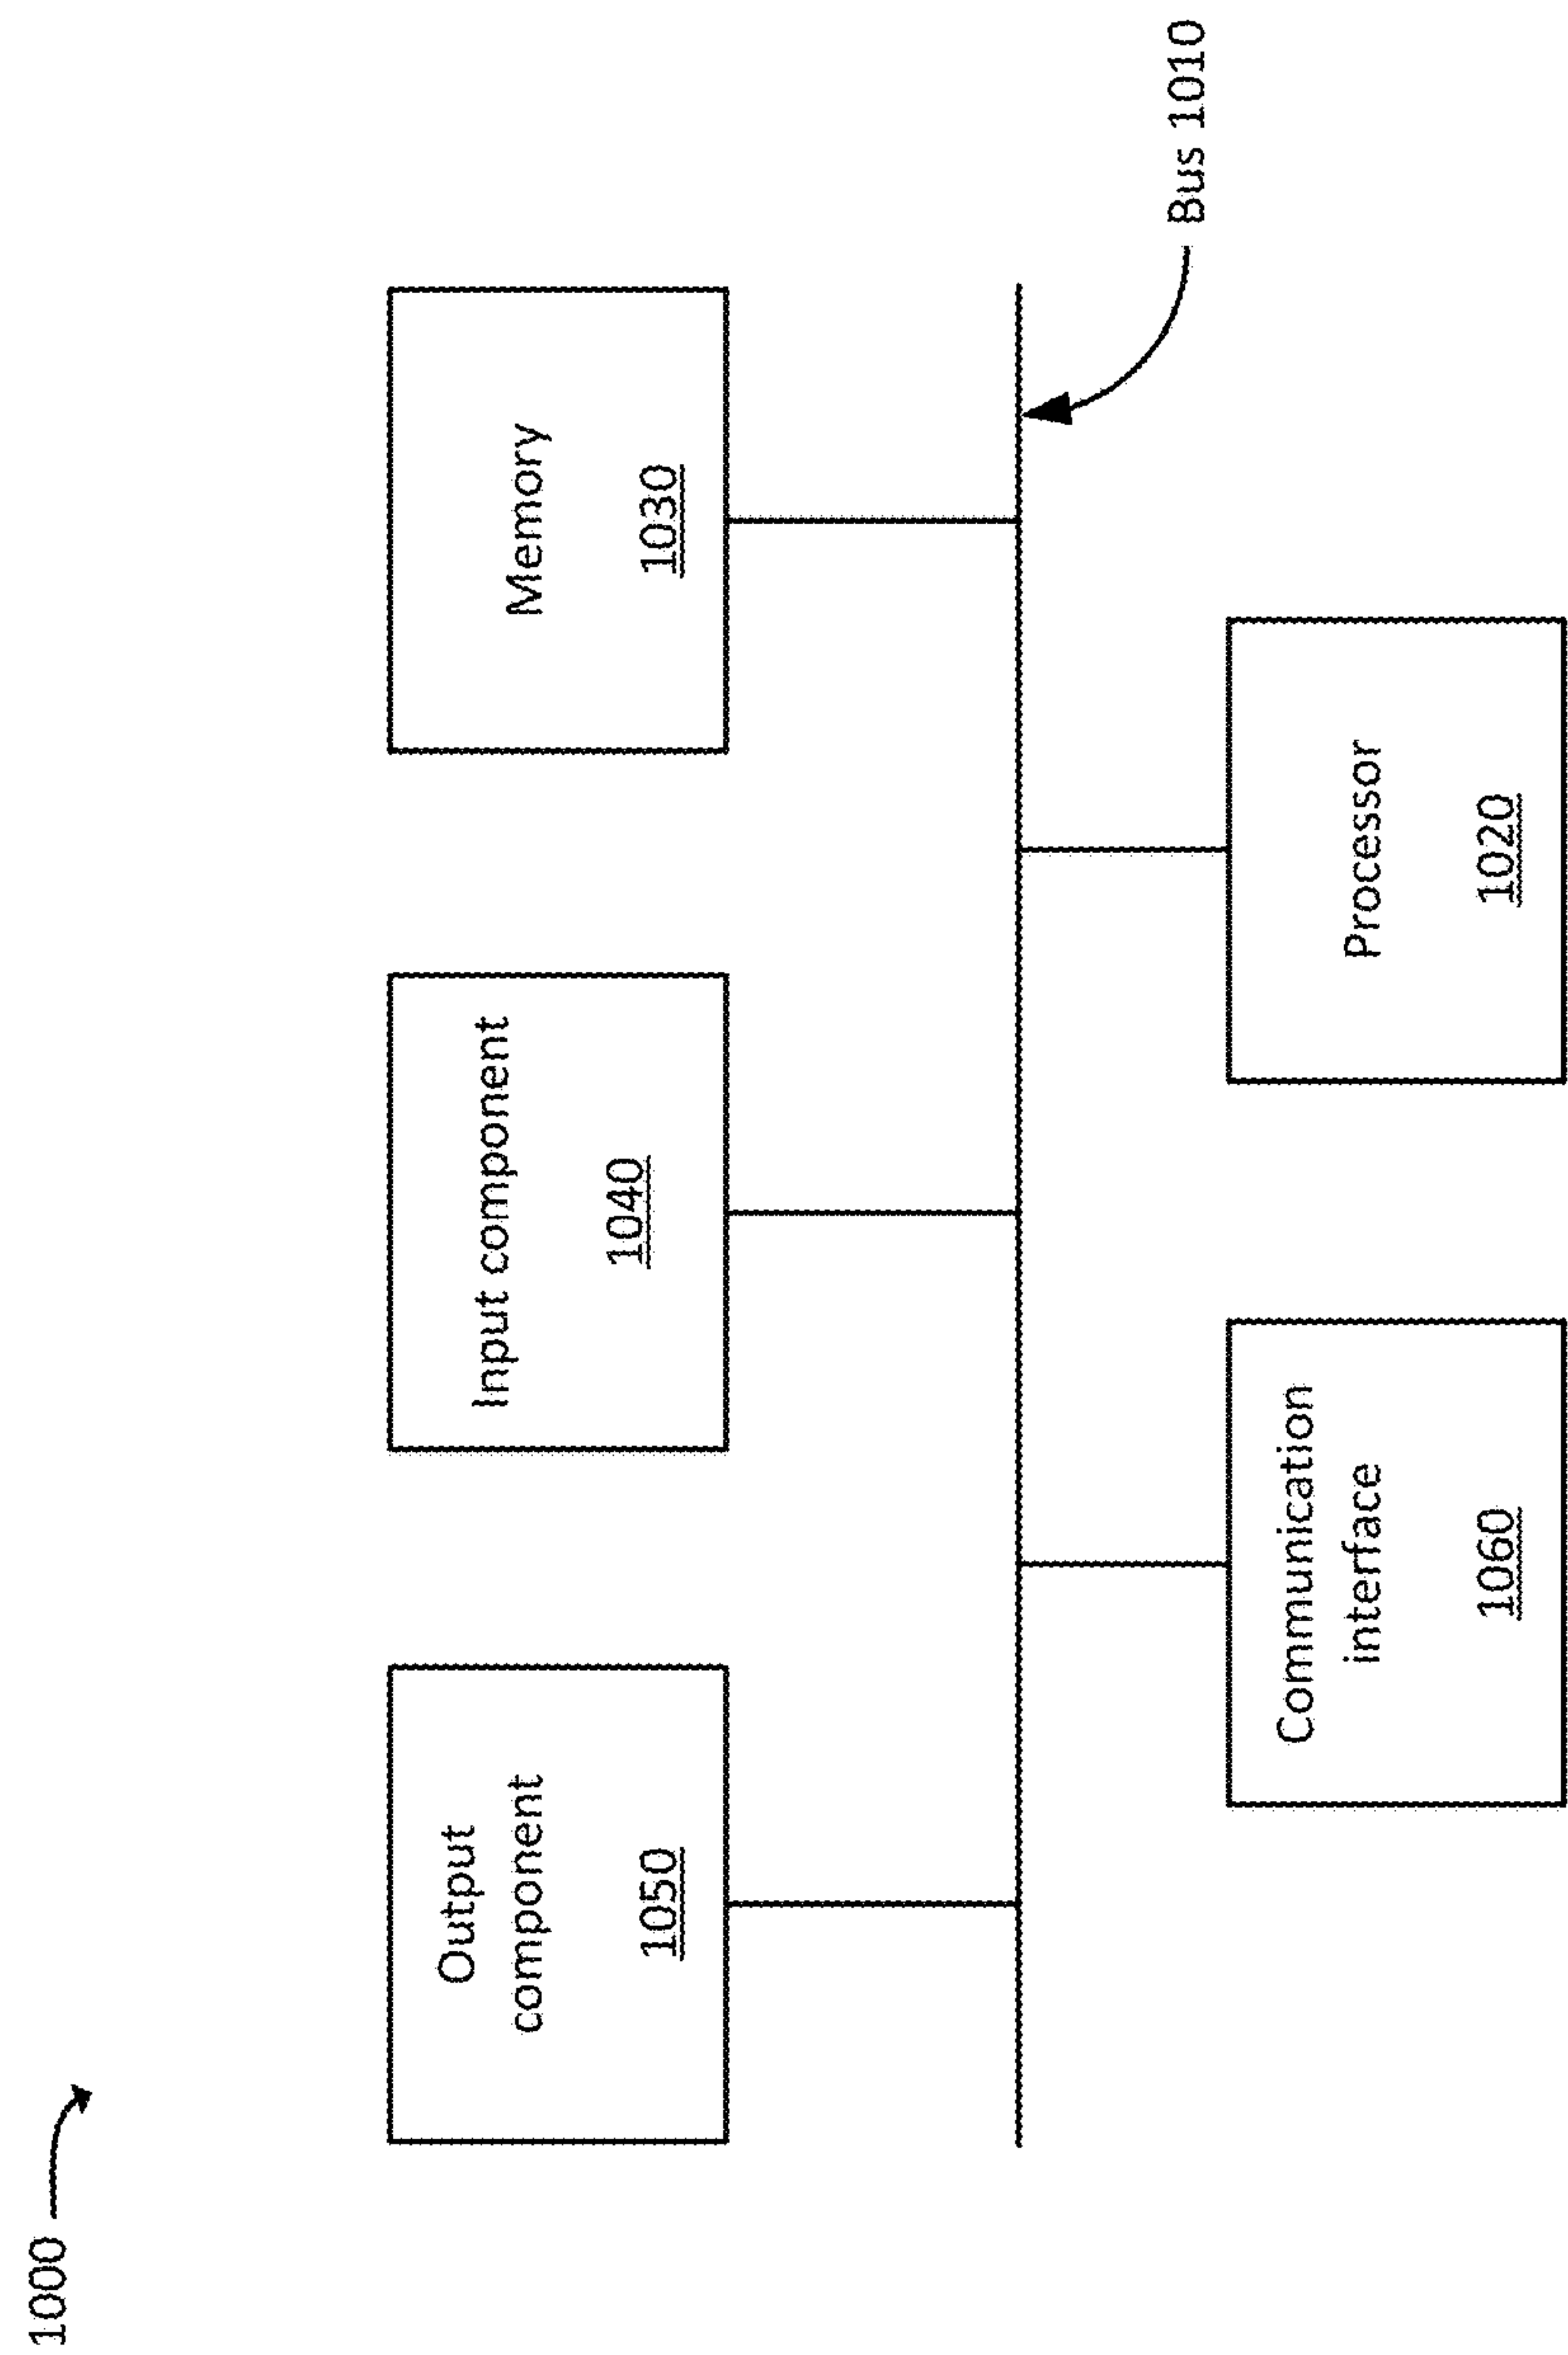 1000
Output
component
1050
Input component
1040
Memory
1030
Bus 1010
Communication
interface
1060
Processor
1020